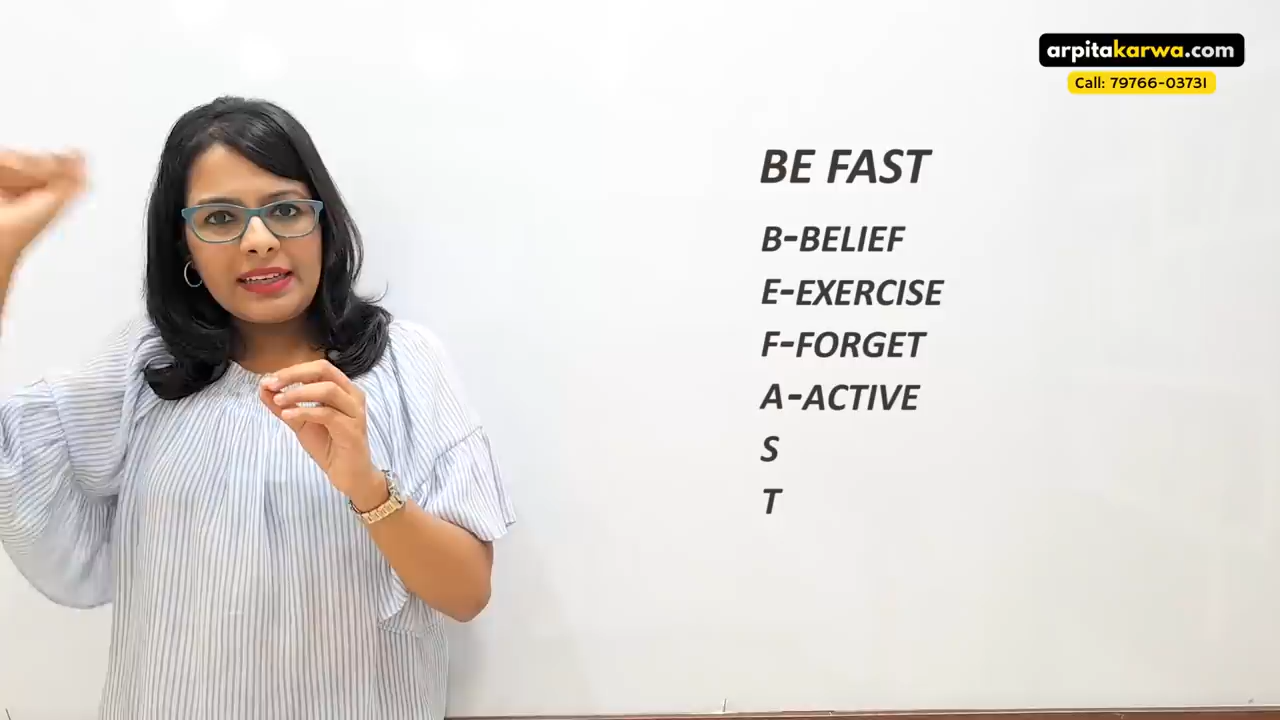 arpitakarwa.com
Call: 79766-03731
BE FAST
B-BELIEF
E-EXERCISE
F-FORGET
A-ACTIVE
S
T